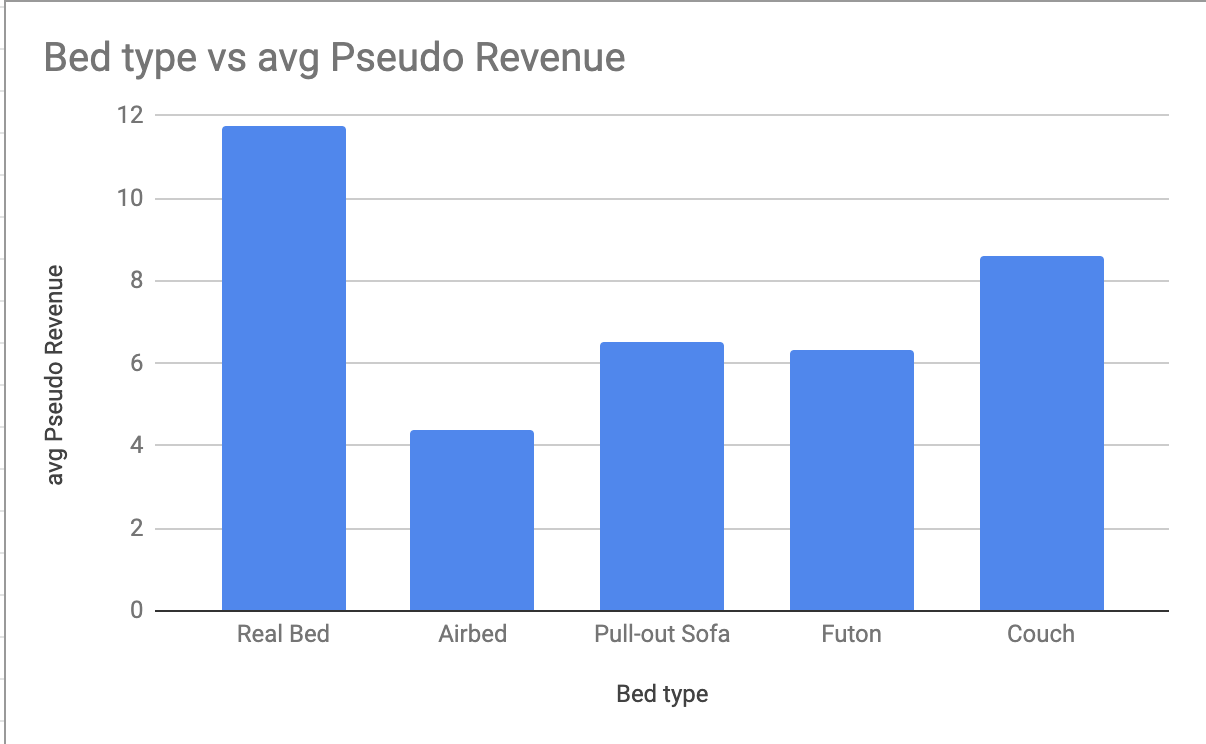 Bed type vs avg Pseudo Revenue
12
10
8
6
4
2
0
avg Pseudo Revenue
Real Bed
Airbed
Pull-out Sofa
Futon
Couch
Bed type